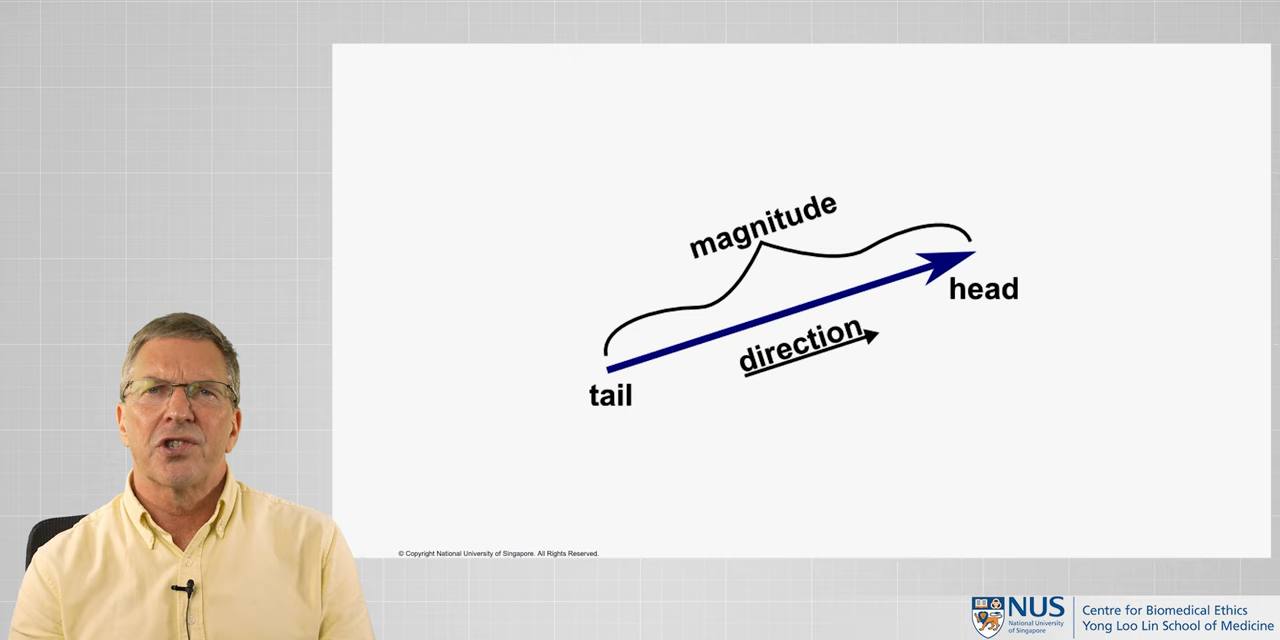 magnitude
head
direction
tail
© Copyright National University of Singapore. All Rights Reserved.
NUS
National University
of Singapore
Centre for Biomedical Ethics
Yong Loo Lin School of Medicine